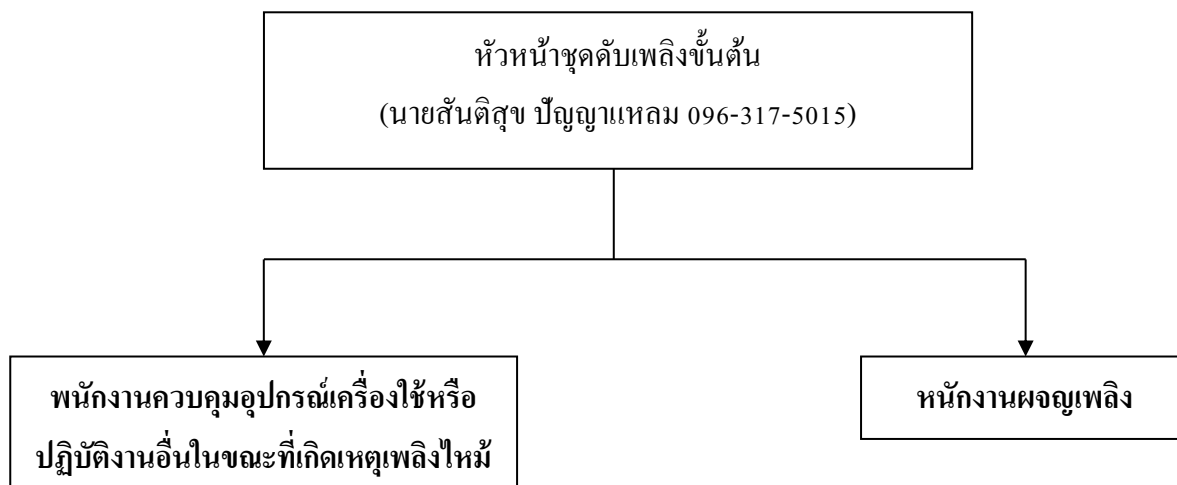 หัวหน้าชุดดับเพลิงขั้นต้น
(นายสันติสุข ปัญญาแหลม 096-317-5015)
พนักงานควบคุมอุปกรณ์เครื่องใช้หรือ
ปฏิบัติงานอื่นในขณะที่เกิดเหตุเพลิงไหม้
หนักงานผจญเพลิง